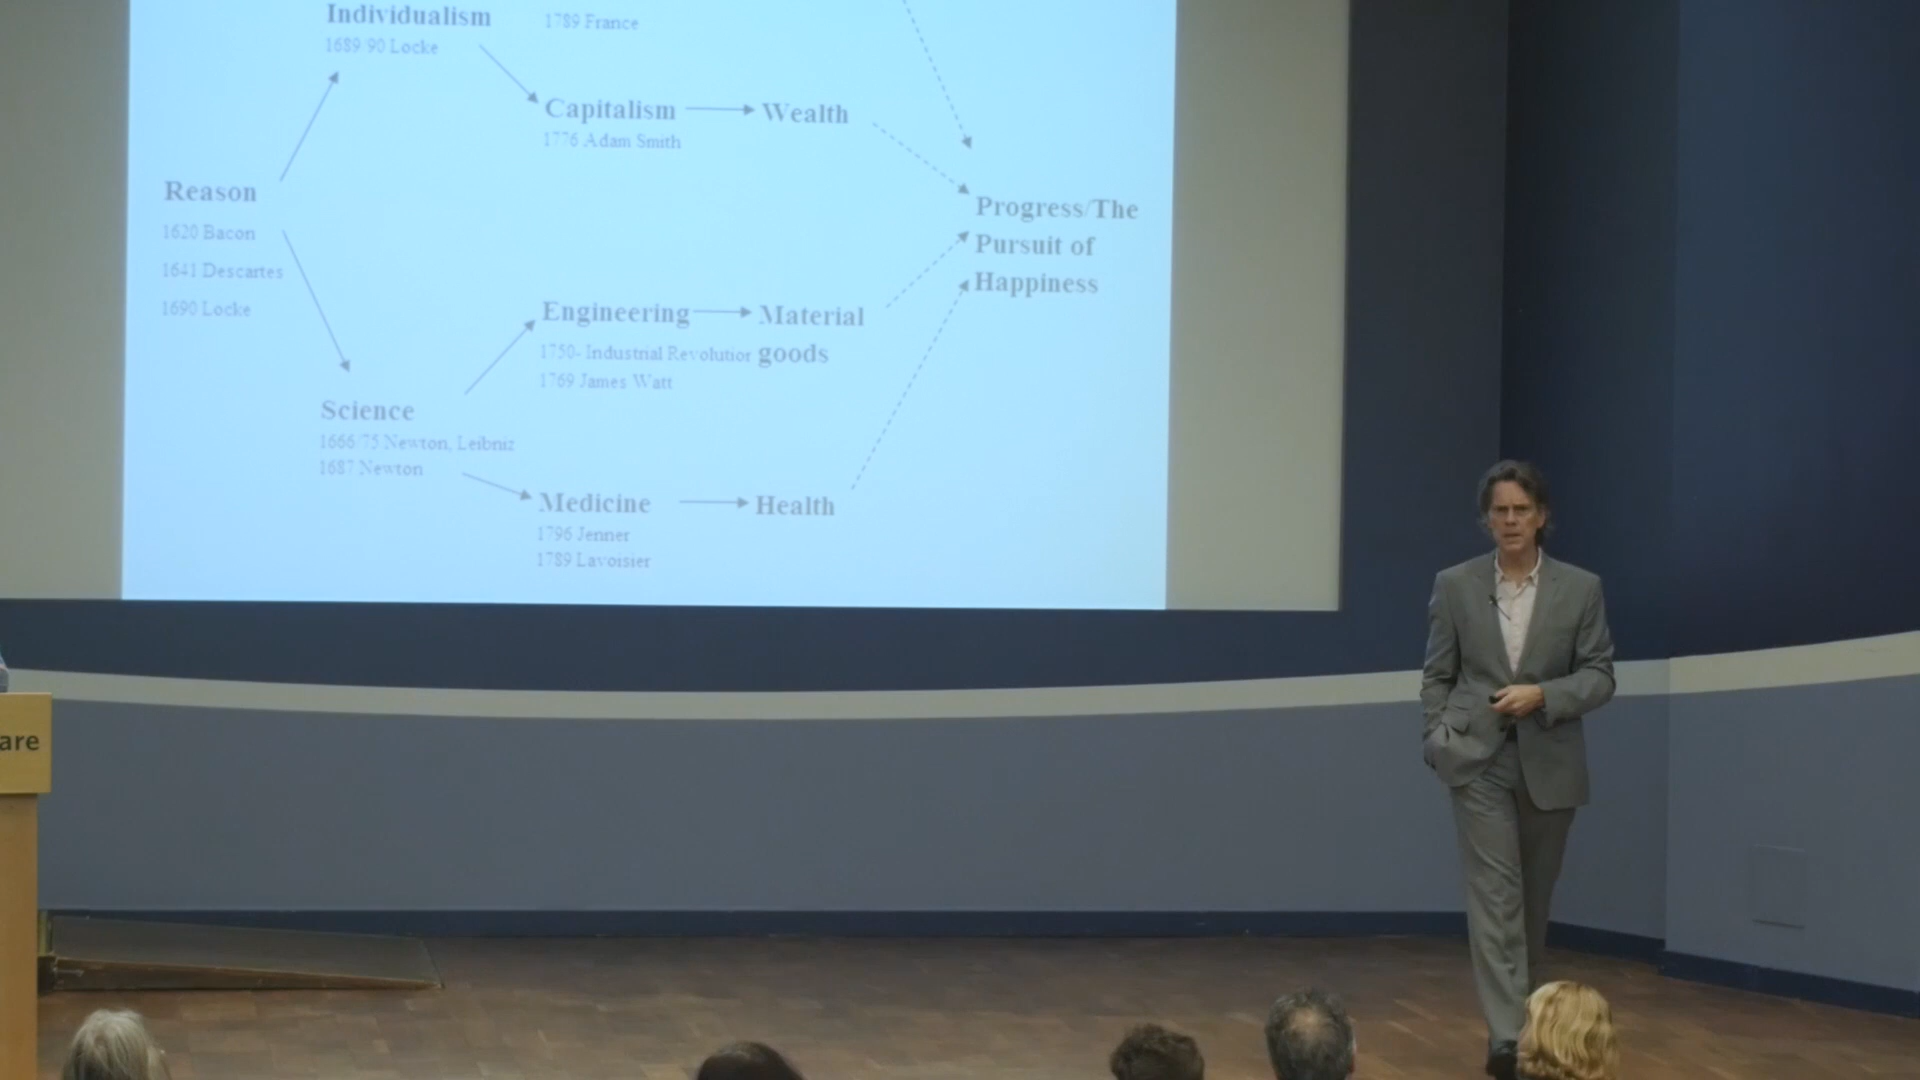 Individualism
1689/90 Locke
1789 France
Capitalism
1776 Adam Smith
Wealth
Reason
1620 Bacon
1641 Descartes
1690 Locke
Progress/The
Pursuit of
Happiness
Engineering
1750- Industrial Revolution
1769 James Watt
Material
goods
Science
1666/75 Newton, Leibniz
1687 Newton
Medicine
1796 Jenner
1789 Lavoisier
Health
are